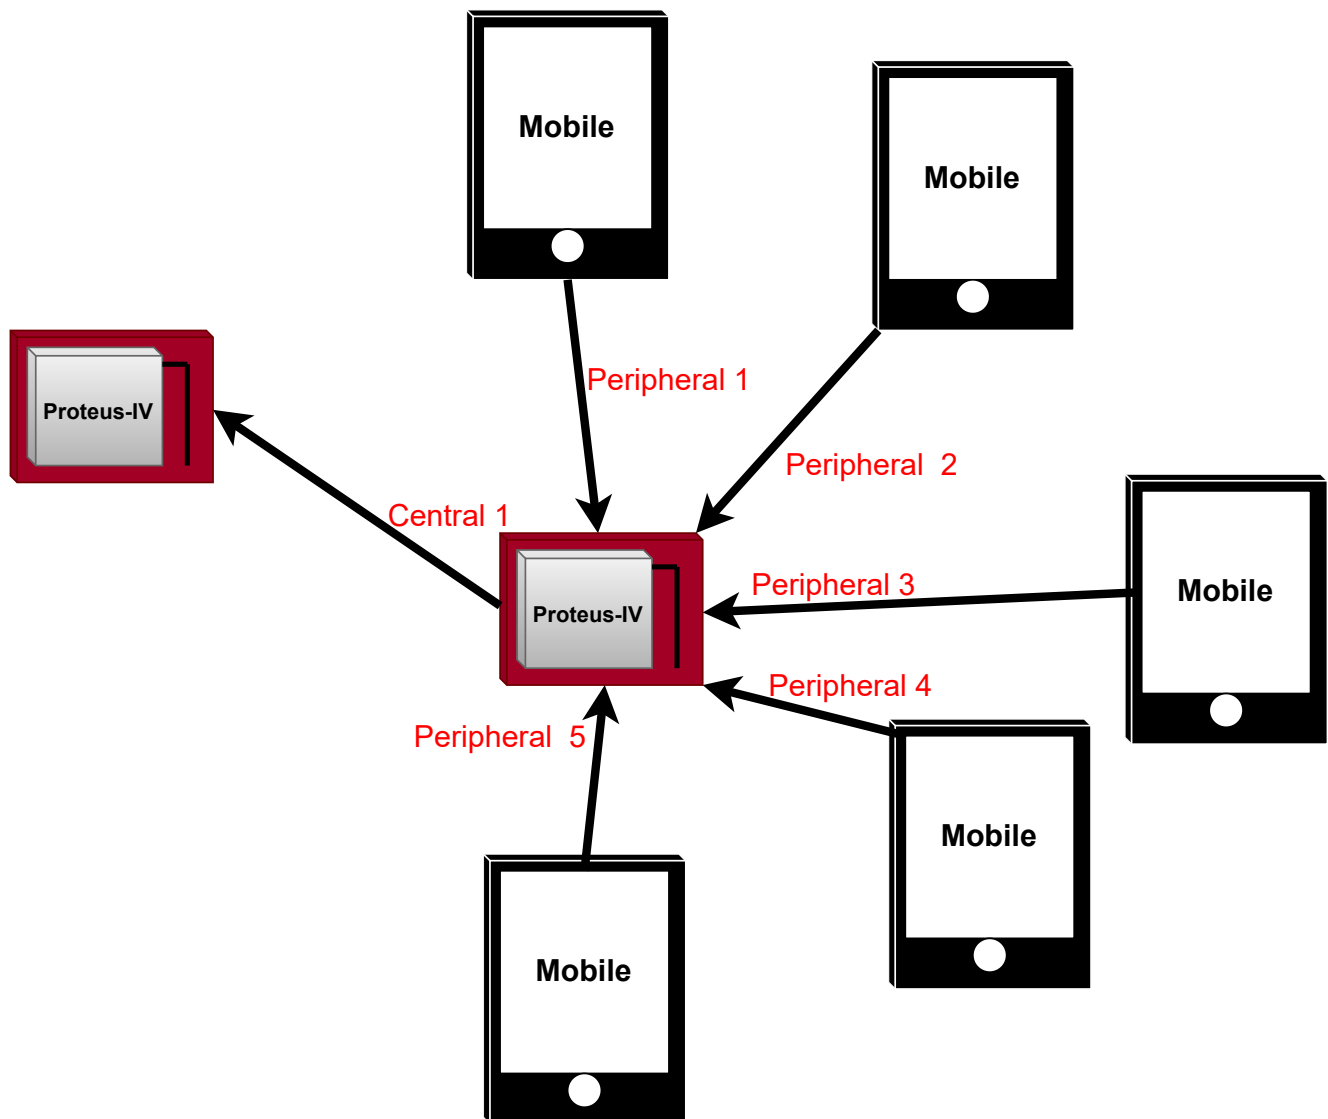 Mobile
Mobile
Peripheral 1
Proteus-IV
Peripheral  2
Central 1
Peripheral 3
Mobile
Proteus-IV
Peripheral 4
Peripheral  5
Mobile
Mobile